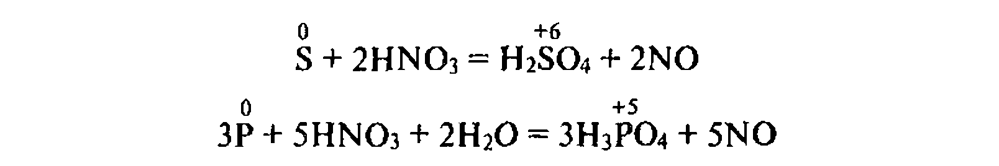 0 +6
S + 2HNO₃ = H₂SO₄ + 2NO
0 +5
3P + 5HNO₃ + 2H₂O = 3H₃PO₄ + 5NO